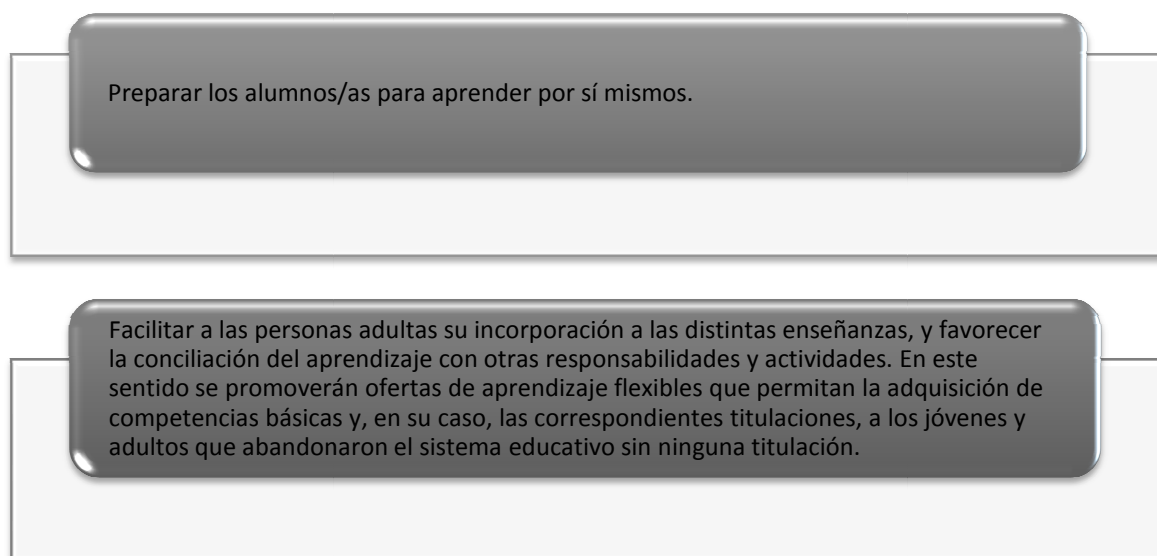 Preparar los alumnos/as para aprender por sí mismos.
Facilitar a las personas adultas su incorporación a las distintas enseñanzas, y favorecer
la conciliación del aprendizaje con otras responsabilidades y actividades. En este
sentido se promoverán ofertas de aprendizaje flexibles que permitan la adquisición de
competencias básicas y, en su caso, las correspondientes titulaciones, a los jóvenes y
adultos que abandonaron el sistema educativo sin ninguna titulación.